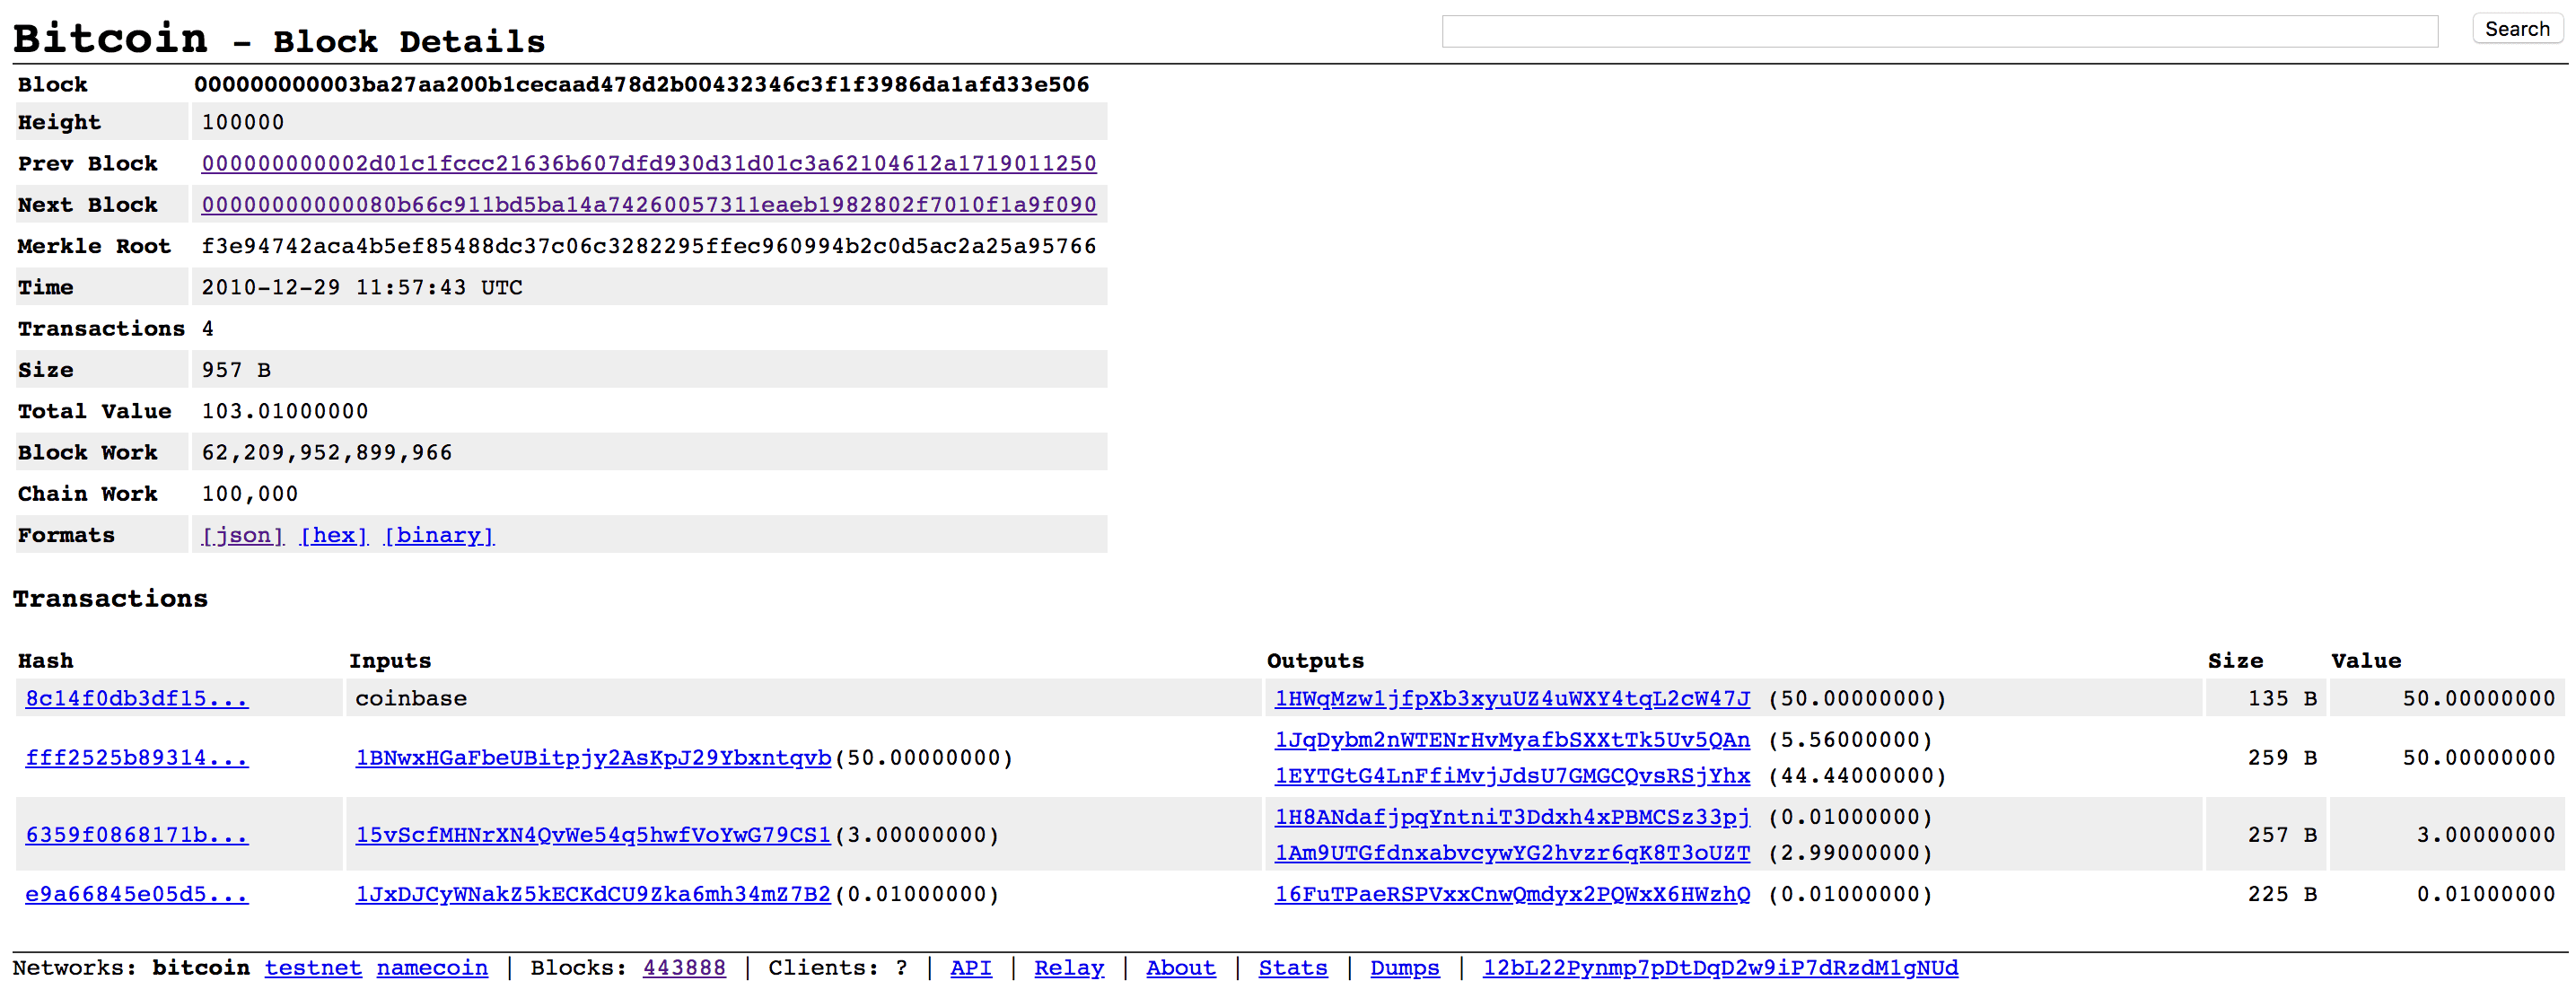 Bitcoin - Block Details Search
Block 000000000003ba27aa200b1cecaad478d2b00432346c3f1f3986da1afd33e506
Height 100000
Prev Block 000000000002d01c1fccc21636b607dfd930d31d01c3a62104612a1719011250
Next Block 00000000000080b66c911bd5ba14a74260057311eaeb1982802f7010f1a9f090
Merkle Root f3e94742aca4b5ef85488dc37c06c3282295ffec960994b2c0d5ac2a25a95766
Time 2010-12-29 11:57:43 UTC
Transactions 4
Size 957 B
Total Value 103.01000000
Block Work 62,209,952,899,966
Chain Work 100,000
Formats [json] [hex] [binary]
Transactions
Hash Inputs Outputs Size Value
8c14f0db3df15... coinbase 1HWqMzw1jfpXb3xyuUZ4uWXY4tqL2cW47J (50.00000000) 135 B 50.00000000
fff2525b89314... 1BNwxHGaFbeUBitpjy2AsKpJ29Ybxntqvb(50.00000000) 1JqDybm2nWTENrHvMyafbSXXtTk5Uv5QAn (5.56000000) 259 B 50.00000000
1EYTGtG4LnFfiMvjJdsU7GMGCQvsRSjYhx (44.44000000)
6359f0868171b... 15vScfMHNrXN4QvWe54q5hwfVoYwG79CS1(3.00000000) 1H8ANdafjpqYntniT3Ddxh4xPBMCSz33pj (0.01000000) 257 B 3.00000000
1Am9UTGfdnxabvcywYG2hvzr6qK8T3oUZT (2.99000000)
e9a66845e05d5... 1JxDJCyWNakZ5kECKdCU9Zka6mh34mZ7B2(0.01000000) 16FuTPaeRSPVxxCnwQmdyx2PQWxX6HWzhQ (0.01000000) 225 B 0.01000000
Networks: bitcoin testnet namecoin | Blocks: 443888 | Clients: ? | API | Relay | About | Stats | Dumps | 12bL22Pynmp7pDtDqD2w9iP7dRzdM1gNUd